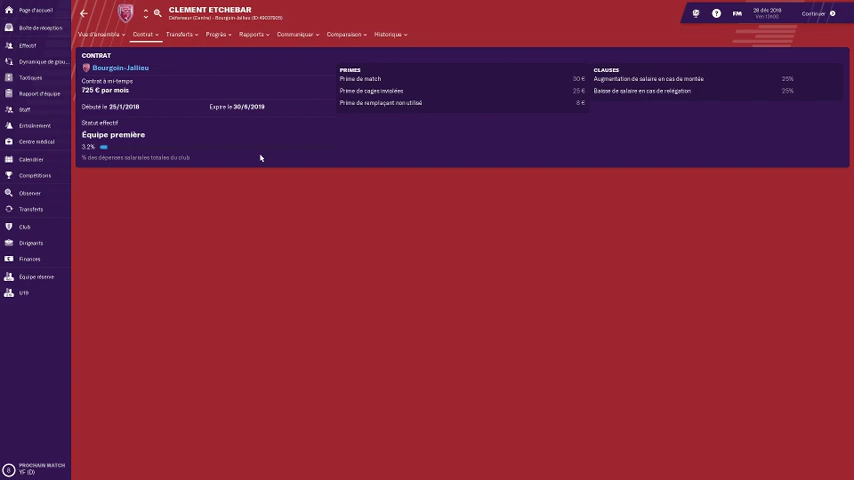 Page d'accueil
Boîte de réception
Effectif
Dynamique de grou...
Tactiques
Rapport d'équipe
Staff
Entraînement
Centre médical
Calendrier
Compétitions
Observer
Transferts
Club
Dirigeants
Finances
Équipe réserve
U19
8
PROCHAIN MATCH
YF (D)
CLEMENT ETCHEBAR
Défenseur (Centre) - Bourgoin-Jallieu
FM
Continuer
Vue d'ensemble
Contrat
Transferts
Progrès
Rapports
Communiquer
Comparaison
Historique
CONTRAT
Bourgoin-Jallieu
Contrat à mi-temps
725 € par mois
Débuté le 25/1/2018
Expire le 30/6/2019
Statut effectif
Équipe première
3.2%
% des dépenses salariales totales du club
PRIMES
Prime de match 30 €
Prime de cages inviolées 25 €
Prime de remplaçant non utilisé 8 €
CLAUSES
Augmentation de salaire en cas de montée 25%
Baisse de salaire en cas de relégation 25%